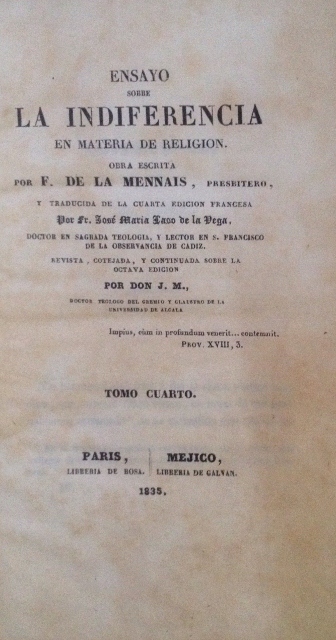 ENSAYO
SOBRE
LA INDIFERENCIA
EN MATERIA DE RELIGION.
OBRA ESCRITA
POR F. DE LA MENNAIS, PRESBITERO,
Y TRADUCIDA DE LA CUARTA EDICION FRANCESA
Por Fr. José Maria Laso de la Vega,
DOCTOR EN SAGRADA TEOLOGIA, Y LECTOR EN S. FRANCISCO
DE LA OBSERVANCIA DE CADIZ.
REVISTA, COTEJADA, Y CONTINUADA SOBRE LA
OCTAVA EDICION
POR DON J. M.,
DOCTOR TEOLOGO DEL GREMIO Y CLAUSTRO DE LA
UNIVERSIDAD DE ALCALA
Impius, cùm in profundum venerit... contemnit.
PROV. XVIII, 3.
TOMO CUARTO.
PARIS, MEJICO,
LIBRERIA DE ROSA. LIBRERIA DE GALVAN.
1835.